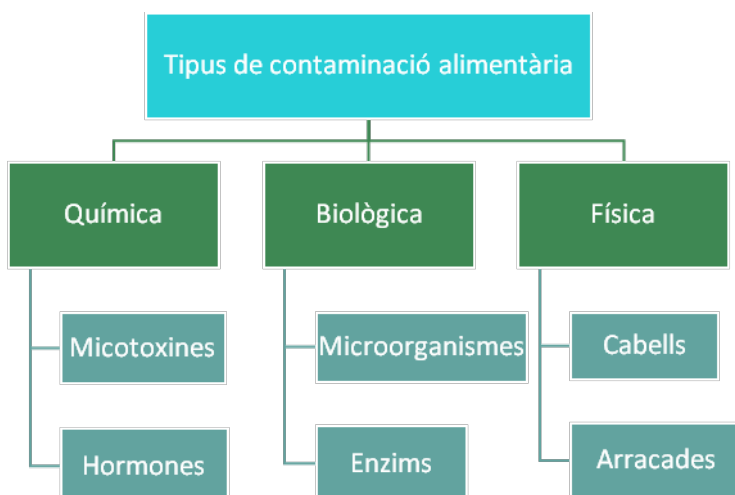 Tipus de contaminació alimentària
Química
Biològica
Física
Micotoxines
Microorganismes
Cabells
Hormones
Enzims
Arracades